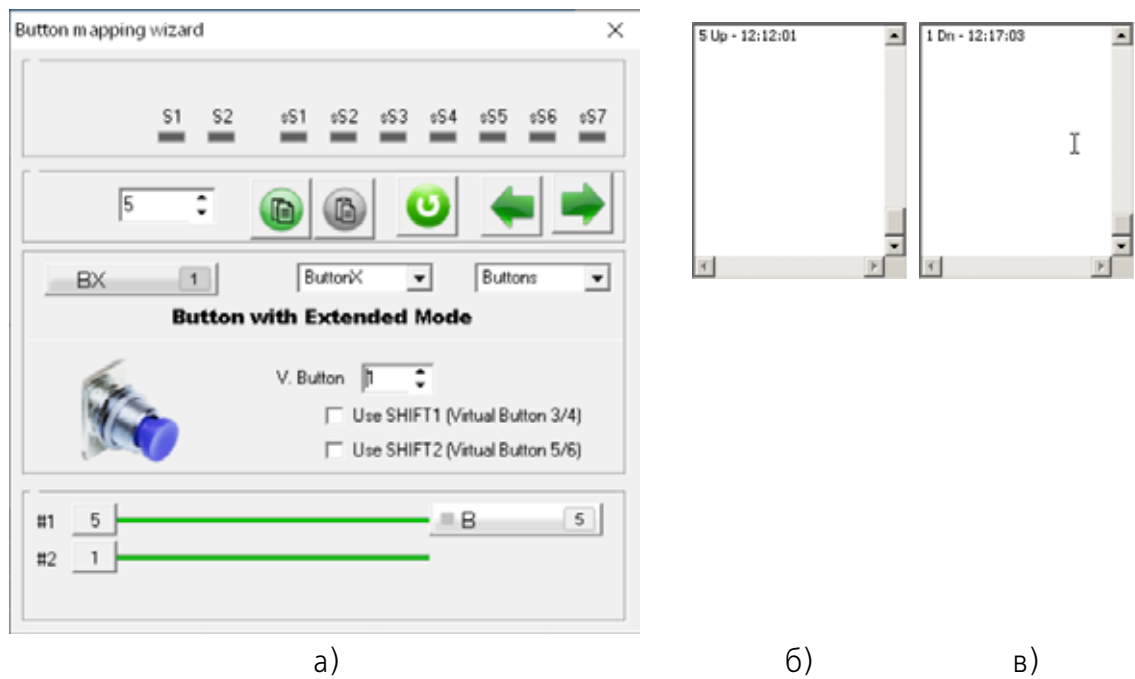 Button mapping wizard
S1 S2 sS1 sS2 sS3 sS4 sS5 sS6 sS7
5
BX 1 ButtonX Buttons
Button with Extended Mode
V. Button 1
Use SHIFT1 (Virtual Button 3/4)
Use SHIFT2 (Virtual Button 5/6)
#1 5 B 5
#2 1
а)
5 Up - 12:12:01
б)
1 Dn - 12:17:03
в)